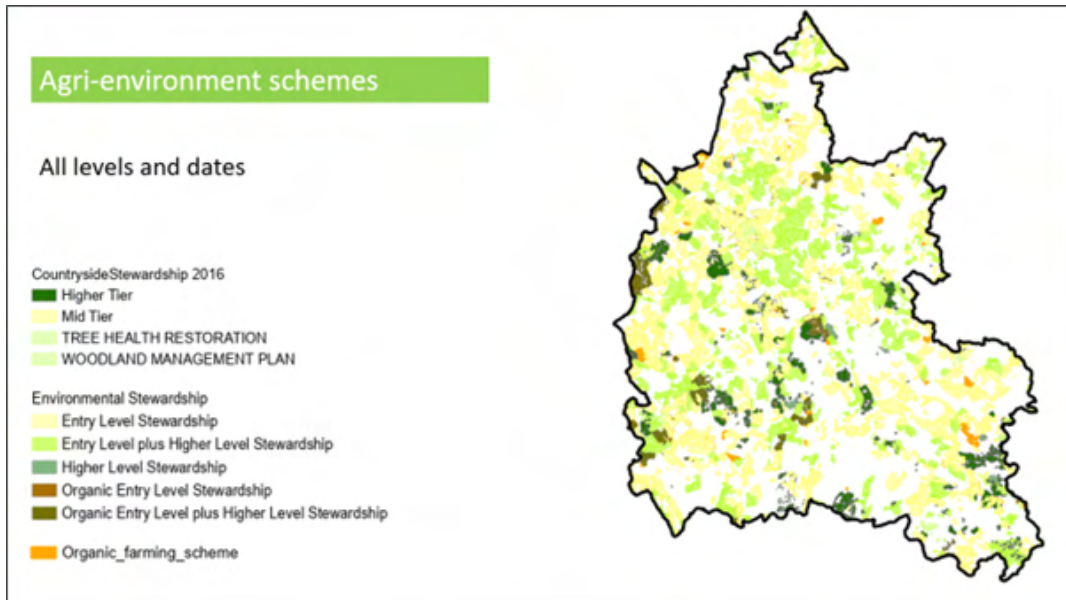 Agri-environment schemes
All levels and dates
CountrysideStewardship 2016
Higher Tier
Mid Tier
TREE HEALTH RESTORATION
WOODLAND MANAGEMENT PLAN
Environmental Stewardship
Entry Level Stewardship
Entry Level plus Higher Level Stewardship
Higher Level Stewardship
Organic Entry Level Stewardship
Organic Entry Level plus Higher Level Stewardship
Organic_farming_scheme